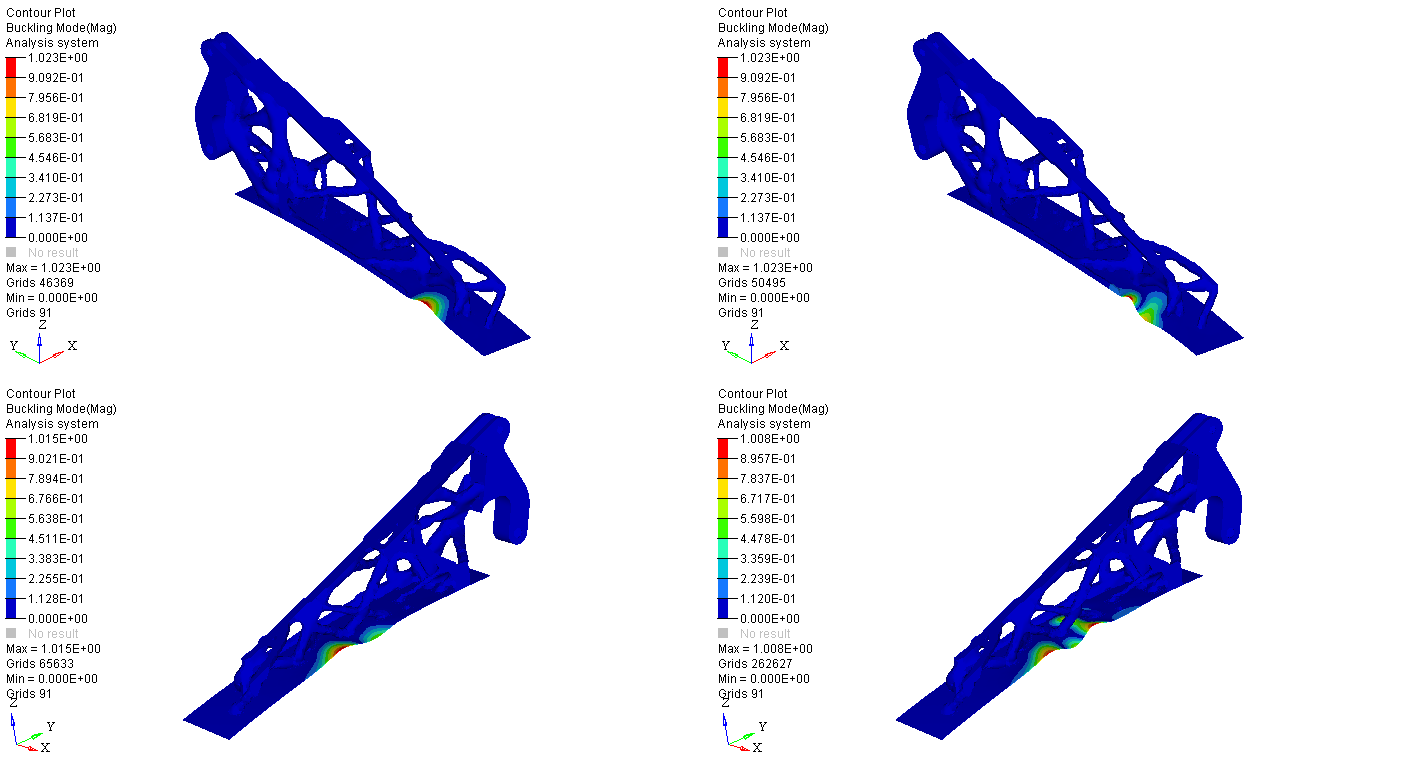 Contour Plot
Buckling Mode(Mag)
Analysis system
1.023E+00
9.092E-01
7.956E-01
6.819E-01
5.683E-01
4.546E-01
3.410E-01
2.273E-01
1.137E-01
0.000E+00
No result
Max = 1.023E+00
Grids 46369
Min = 0.000E+00
Grids 91
Z
Y
X
Contour Plot
Buckling Mode(Mag)
Analysis system
1.023E+00
9.092E-01
7.956E-01
6.819E-01
5.683E-01
4.546E-01
3.410E-01
2.273E-01
1.137E-01
0.000E+00
No result
Max = 1.023E+00
Grids 50495
Min = 0.000E+00
Grids 91
Z
Y
X
Contour Plot
Buckling Mode(Mag)
Analysis system
1.015E+00
9.021E-01
7.894E-01
6.766E-01
5.638E-01
4.511E-01
3.383E-01
2.255E-01
1.128E-01
0.000E+00
No result
Max = 1.015E+00
Grids 65633
Min = 0.000E+00
Grids 91
Z
Y
X
Contour Plot
Buckling Mode(Mag)
Analysis system
1.008E+00
8.957E-01
7.837E-01
6.717E-01
5.598E-01
4.478E-01
3.359E-01
2.239E-01
1.120E-01
0.000E+00
No result
Max = 1.008E+00
Grids 262627
Min = 0.000E+00
Grids 91
Z
Y
X